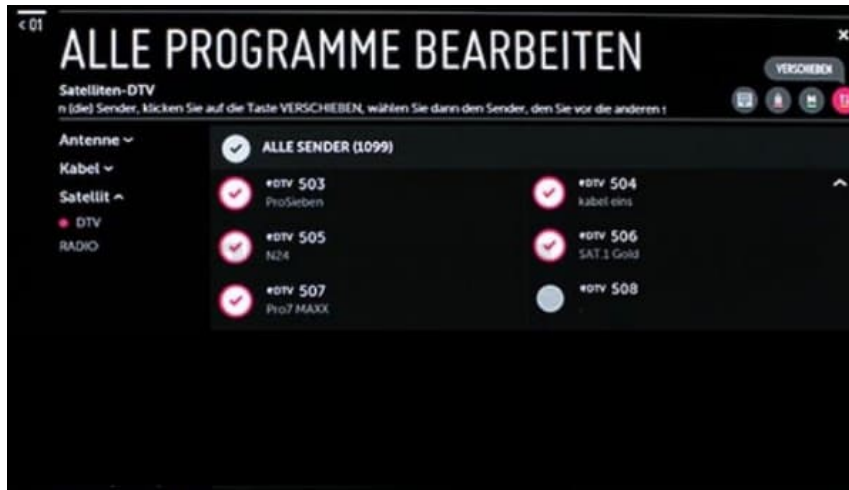 < 01
ALLE PROGRAMME BEARBEITEN
×
VERSCHIEBEN
Satelliten-DTV
n (die) Sender, klicken Sie auf die Taste VERSCHIEBEN, wählen Sie dann den Sender, den Sie vor die anderen s
Antenne
Kabel
Satellit
DTV
RADIO
ALLE SENDER (1099)
DTV 503
ProSieben
DTV 504
kabel eins
DTV 505
N24
DTV 506
SAT.1 Gold
DTV 507
Pro7 MAXX
DTV 508
.